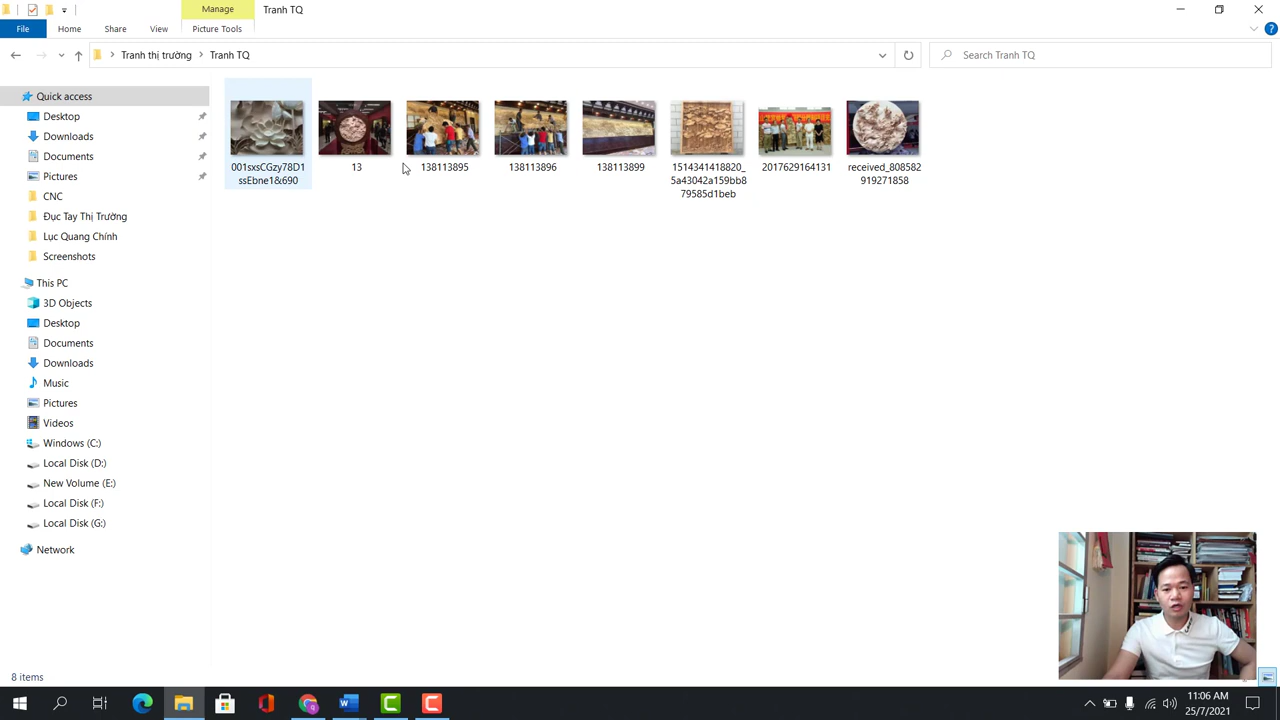 Manage
Tranh TQ
File
Home
Share
View
Picture Tools
Tranh thị trường
Tranh TQ
Search Tranh TQ
Quick access
Desktop
Downloads
Documents
Pictures
CNC
Đục Tay Thị Trường
Lục Quang Chính
Screenshots
This PC
3D Objects
Desktop
Documents
Downloads
Music
Pictures
Videos
Windows (C:)
Local Disk (D:)
New Volume (E:)
Local Disk (F:)
Local Disk (G:)
Network
001sxsCGzy78D1
ssEbne1&690
13
138113895
138113896
138113899
1514341418820_
5a43042a159bb8
79585d1beb
2017629164131
received_808582
919271858
8 items
11:06 AM
25/7/2021